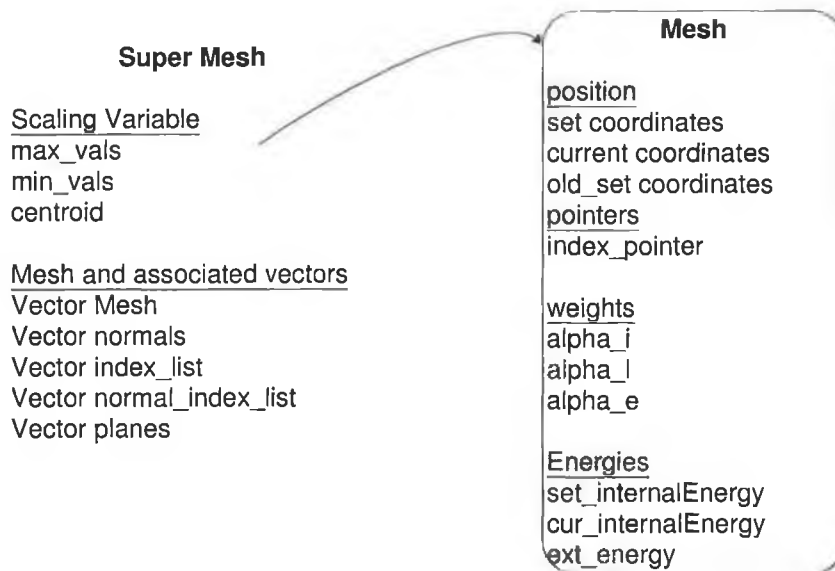 Super Mesh
Scaling Variable
max_vals
min_vals
centroid
Mesh and associated vectors
Vector Mesh
Vector normals
Vector index_list
Vector normal_index_list
Vector planes
Mesh
position
set coordinates
current coordinates
old_set coordinates
pointers
index_pointer
weights
alpha_i
alpha_l
alpha_e
Energies
set_internalEnergy
cur_internalEnergy
ext_energy